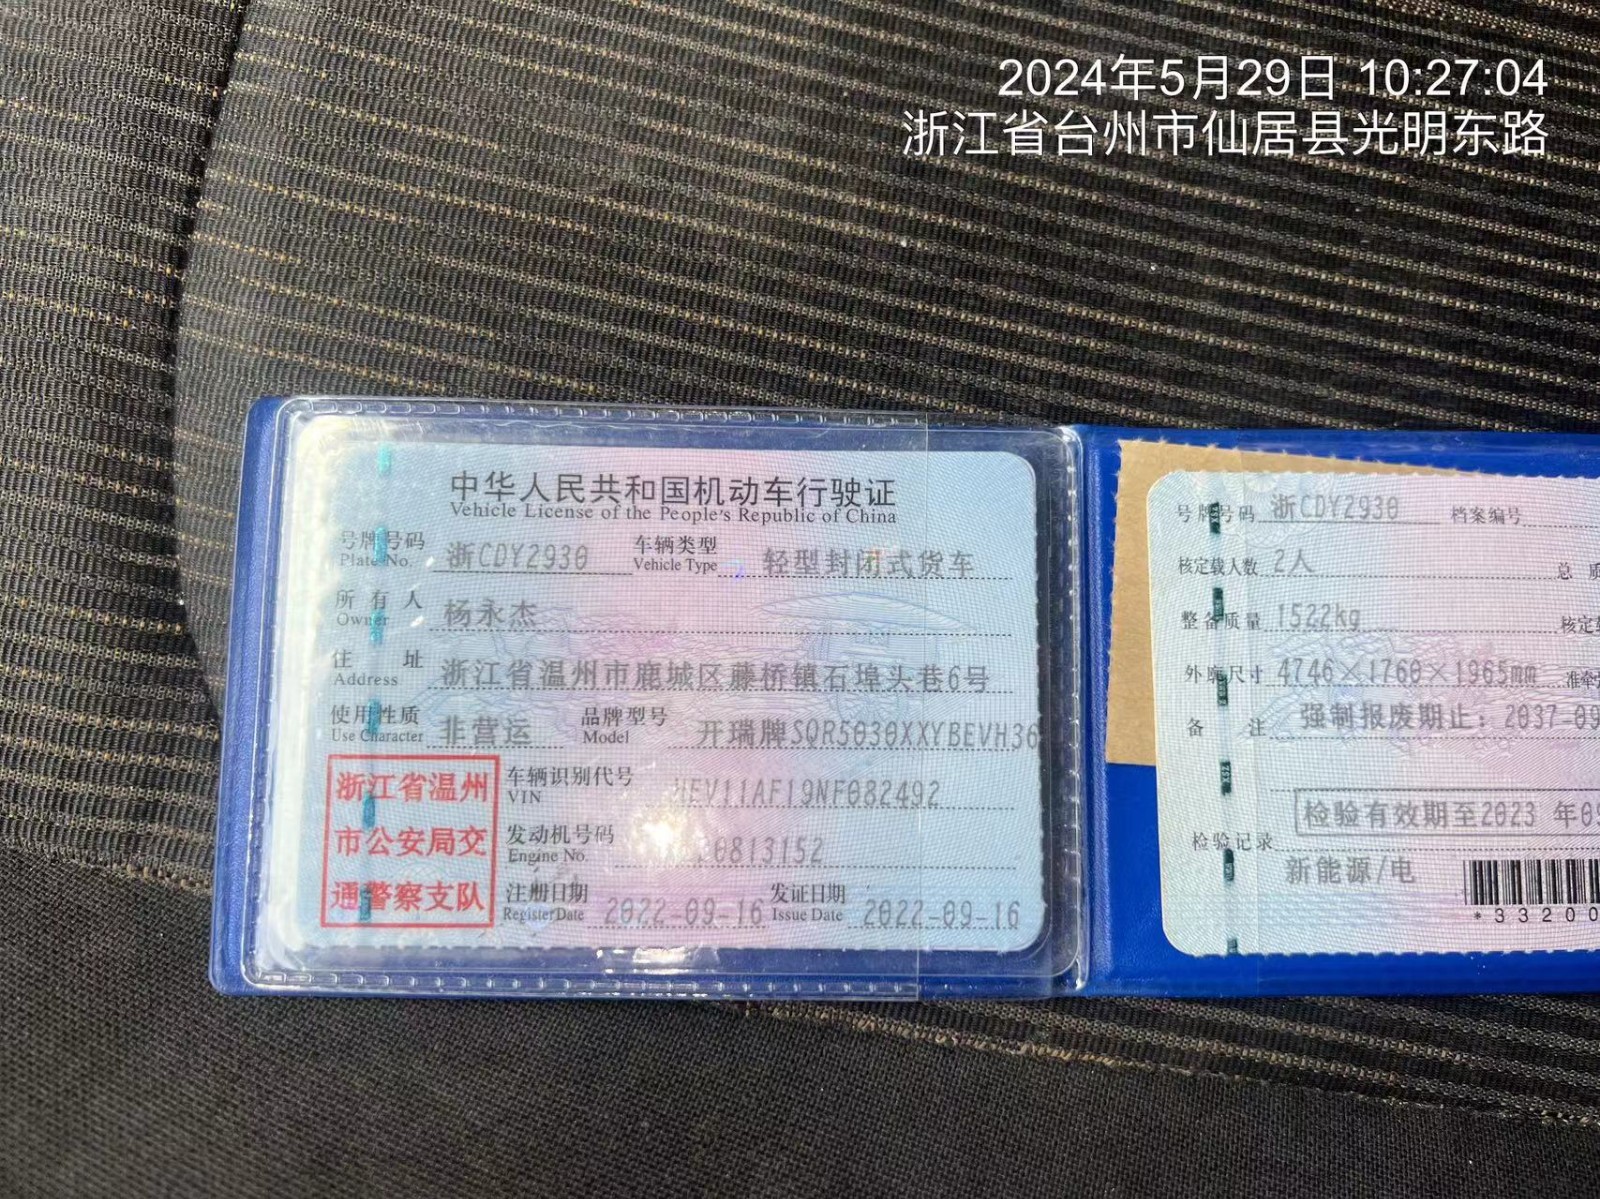 2024年5月29日 10:27:04
浙江省台州市仙居县光明东路
中华人民共和国机动车行驶证
Vehicle License of the People's Republic of China
号牌号码 浙CDY2930 车辆类型 轻型封闭式货车
Plate No. Vehicle Type
所有人 杨永杰
Owner
住址 浙江省温州市鹿城区藤桥镇石埠头巷6号
Address
使用性质 非营运 品牌型号 开瑞牌SQR5030XXYBEVH36
Use Character Model
浙江省温州
市公安局交
通警察支队
车辆识别代号 EV11AF19NF082492
VIN
发动机号码 0813152
Engine No.
注册日期 2022-09-16 发证日期 2022-09-16
Register Date Issue Date
号牌号码 浙CDY2930 档案编号
核定载人数 2人 总质
整备质量 1522kg 核定
外廓尺寸 4746×1760×1965mm 准牵
备注 强制报废期止：2037-09
检验有效期至2023 年09
检验记录
新能源/电
*33200